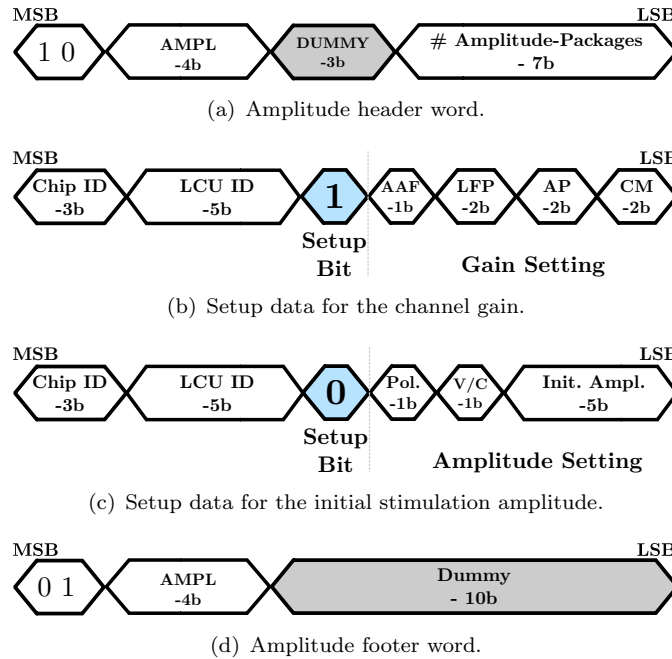 MSB LSB
1 0 AMPL DUMMY # Amplitude-Packages
-4b -3b - 7b
(a) Amplitude header word.
MSB LSB
Chip ID LCU ID 1 AAF LFP AP CM
-3b -5b -1b -2b -2b -2b
Setup
Bit Gain Setting
(b) Setup data for the channel gain.
MSB LSB
Chip ID LCU ID 0 Pol. V/C Init. Ampl.
-3b -5b -1b -1b -5b
Setup
Bit Amplitude Setting
(c) Setup data for the initial stimulation amplitude.
MSB LSB
0 1 AMPL Dummy
-4b - 10b
(d) Amplitude footer word.